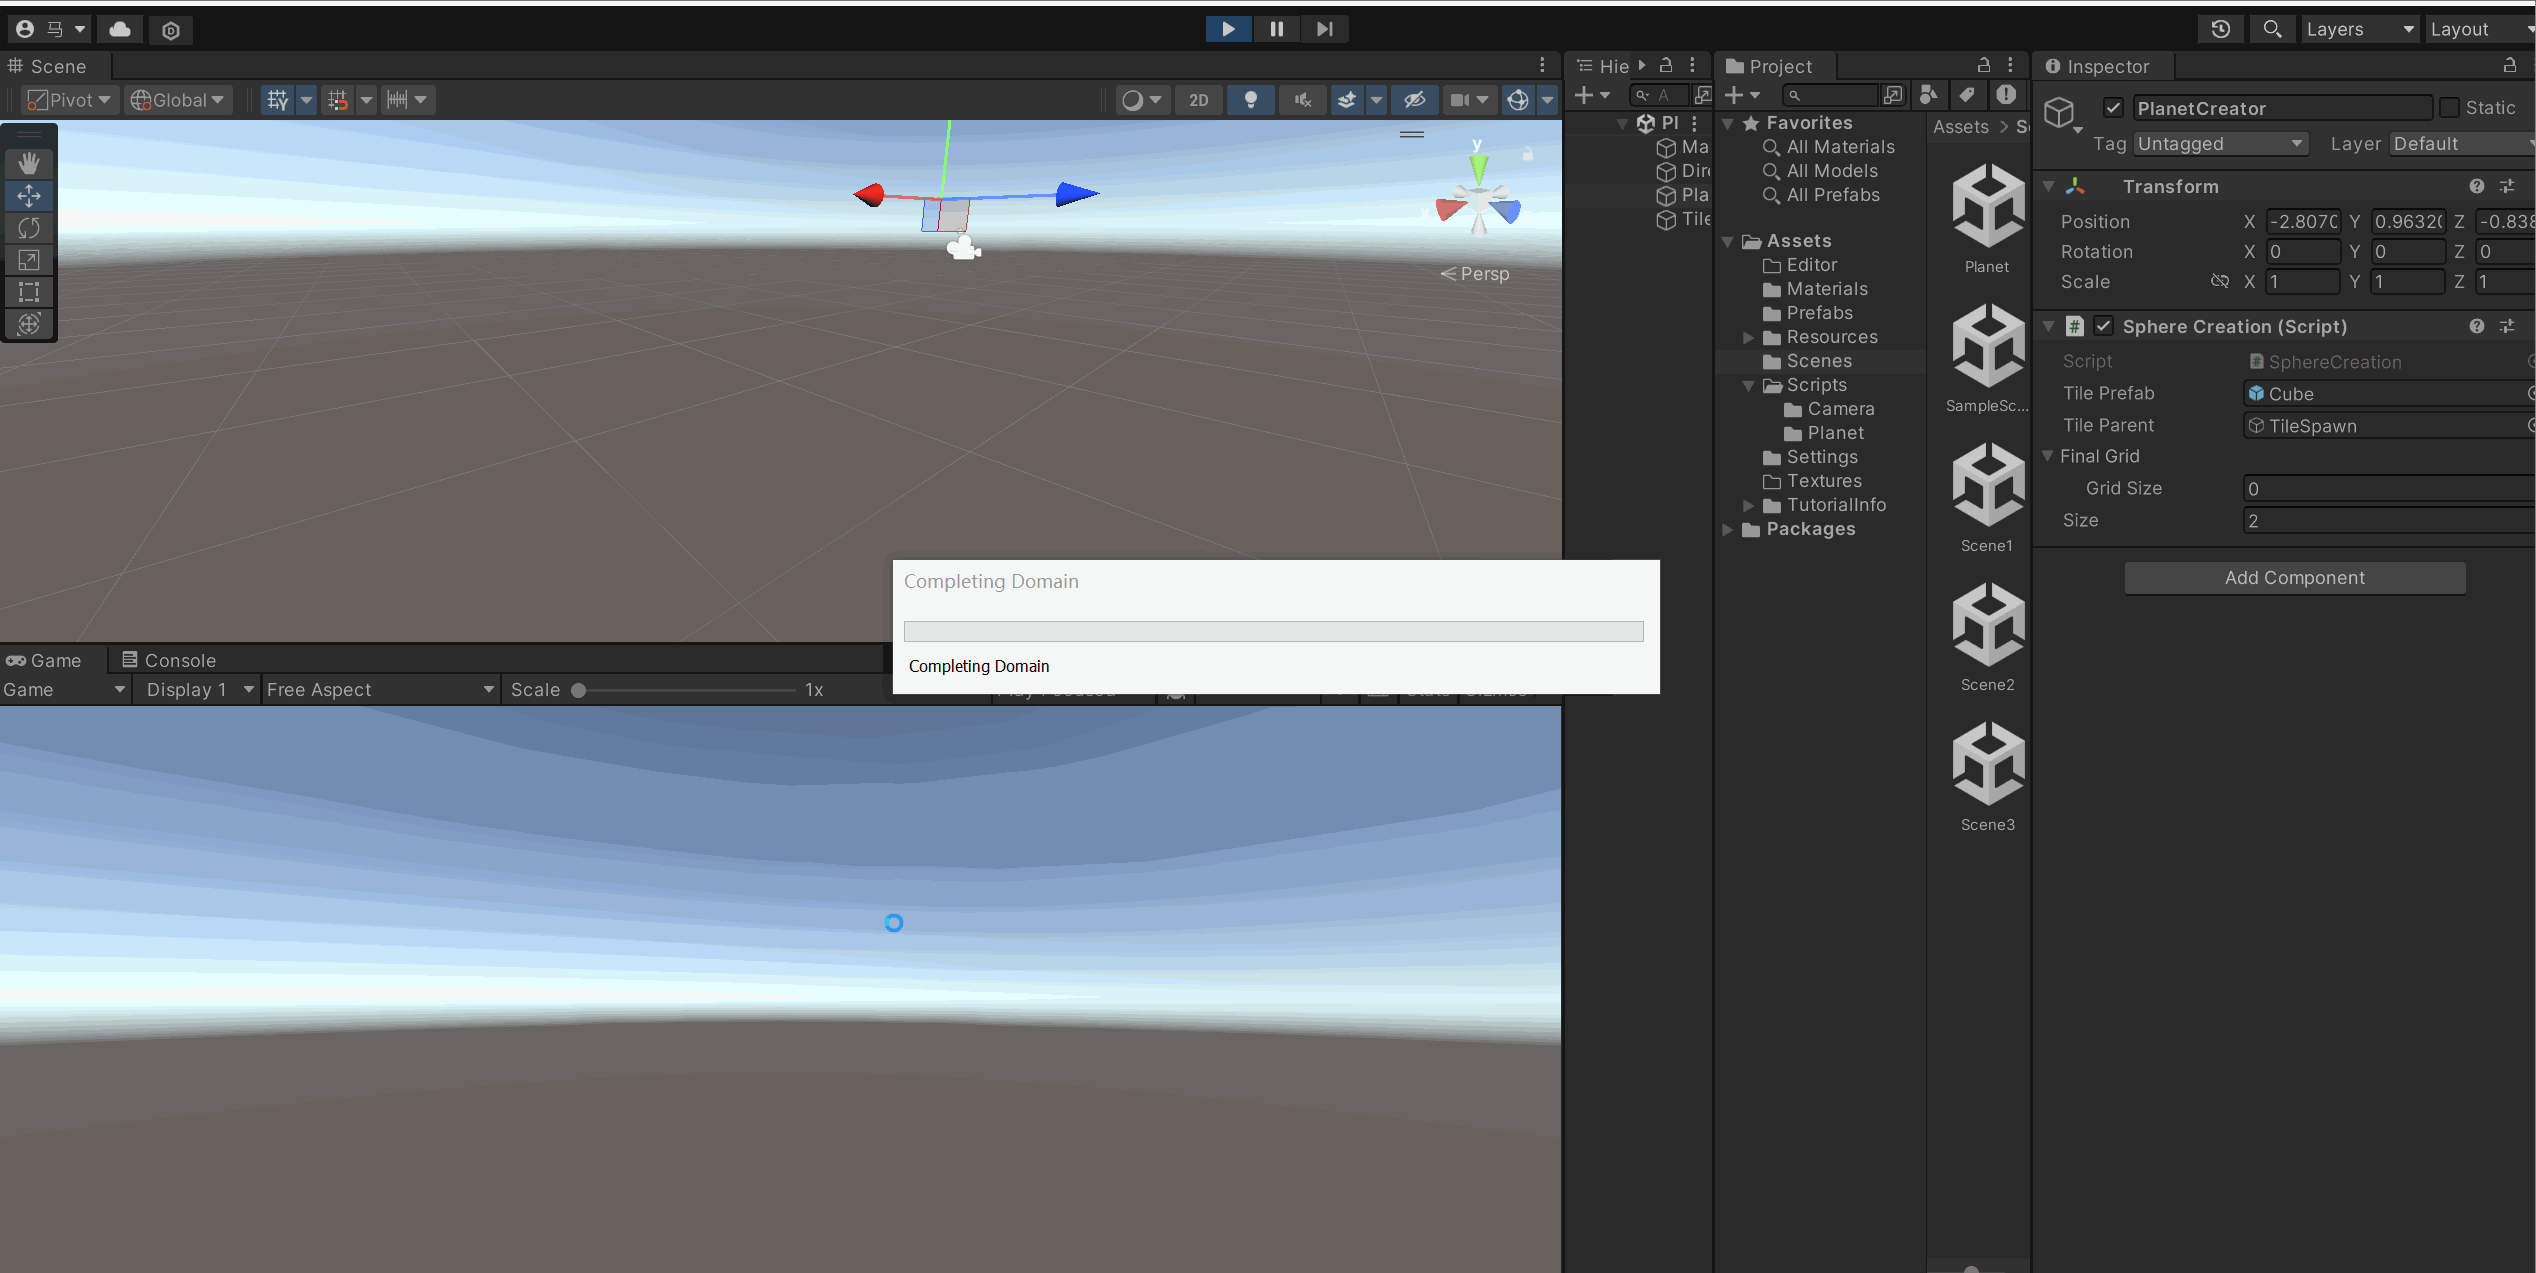 马
Layers
Layout
Scene
Hie
Project
Inspector
Pivot
Global
2D
A
PlanetCreator
Static
Pl
Favorites
Assets > S
Tag Untagged Layer Default
Ma
All Materials
Dire
All Models
Pla
All Prefabs
Tile
y
Persp
Transform
Position X -2.8070 Y 0.9632 Z -0.838
Rotation X 0 Y 0 Z 0
Scale X 1 Y 1 Z 1
Assets
Editor
Materials
Prefabs
Resources
Scenes
Scripts
Camera
Planet
Settings
Textures
TutorialInfo
Packages
Planet
SampleSc...
Scene1
Scene2
Scene3
Sphere Creation (Script)
Script # SphereCreation
Tile Prefab Cube
Tile Parent TileSpawn
Final Grid
Grid Size 0
Size 2
Add Component
Completing Domain
Completing Domain
Game
Console
Game Display 1 Free Aspect Scale 1x